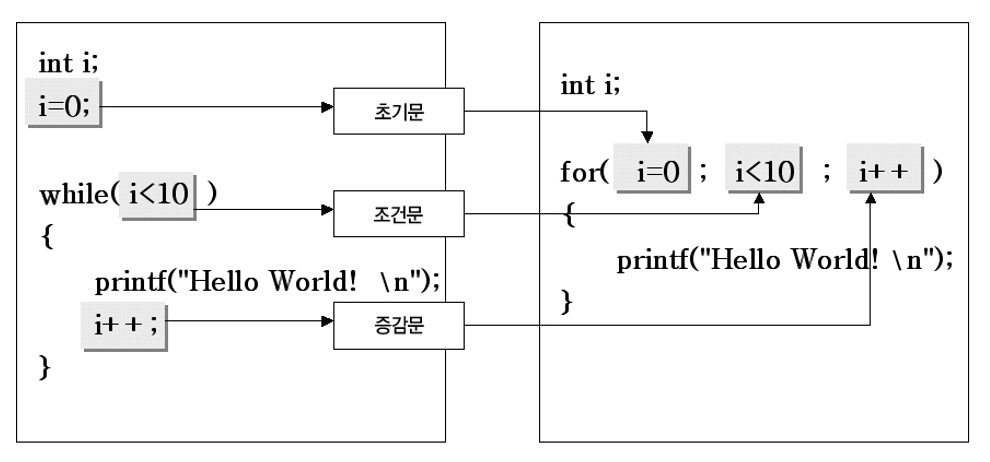 int i;
i=0;
while( i<10 )
{
printf("Hello World! \n");
i++;
}
초기문
조건문
증감문
int i;
for( i=0 ; i<10 ; i++ )
{
printf("Hello World! \n");
}